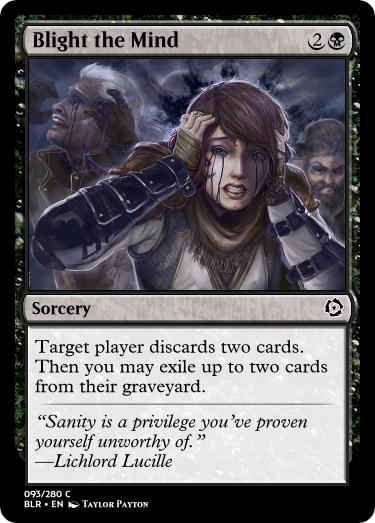 Blight the Mind 2
Sorcery
Target player discards two cards.
Then you may exile up to two cards
from their graveyard.
“Sanity is a privilege you’ve proven
yourself unworthy of.”
—Lichlord Lucille
093/280 C
BLR • EN Taylor Payton